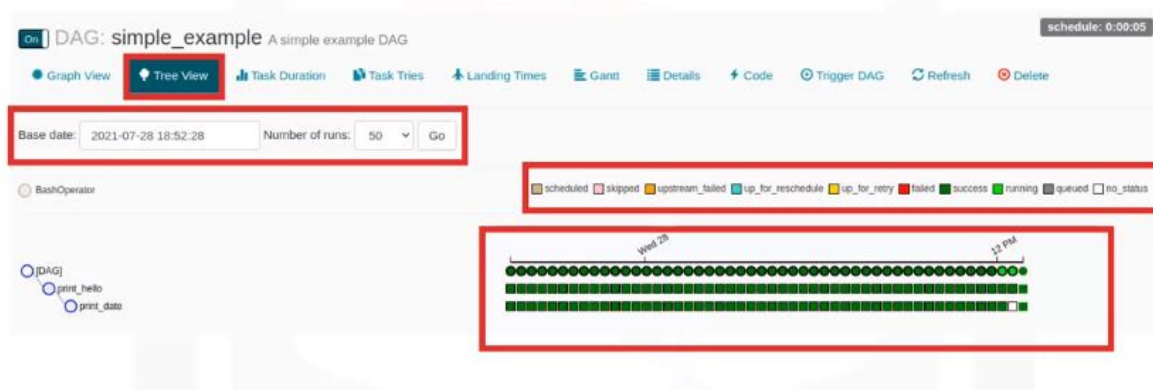 schedule: 0:00:05
On DAG: simple_example A simple example DAG
Graph View Tree View Task Duration Task Tries Landing Times Gantt Details Code Trigger DAG Refresh Delete
Base date: 2021-07-28 18:52:28 Number of runs: 50 Go
BashOperator scheduled skipped upstream_failed up_for_reschedule up_for_retry failed success running queued no_status
Wed 28 12 PM
[DAG]
print_hello
print_date